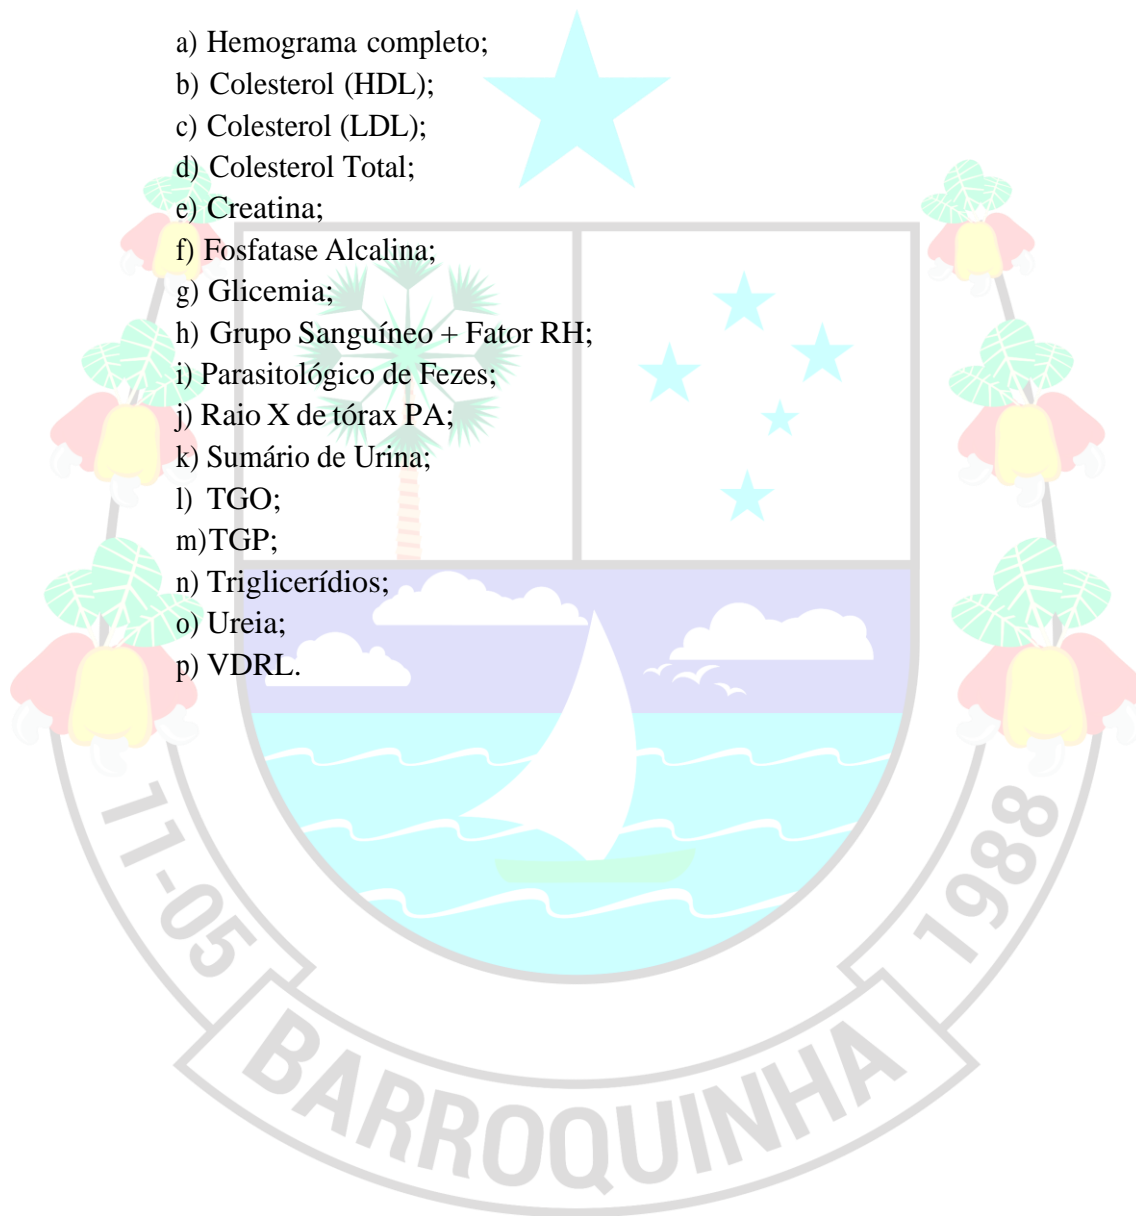 a) Hemograma completo;
b) Colesterol (HDL);
c) Colesterol (LDL);
d) Colesterol Total;
e) Creatina;
f) Fosfatase Alcalina;
g) Glicemia;
h) Grupo Sanguíneo + Fator RH;
i) Parasitológico de Fezes;
j) Raio X de tórax PA;
k) Sumário de Urina;
l) TGO;
m)TGP;
n) Triglicerídios;
o) Ureia;
p) VDRL.
11-05
1988
BARROQUINHA